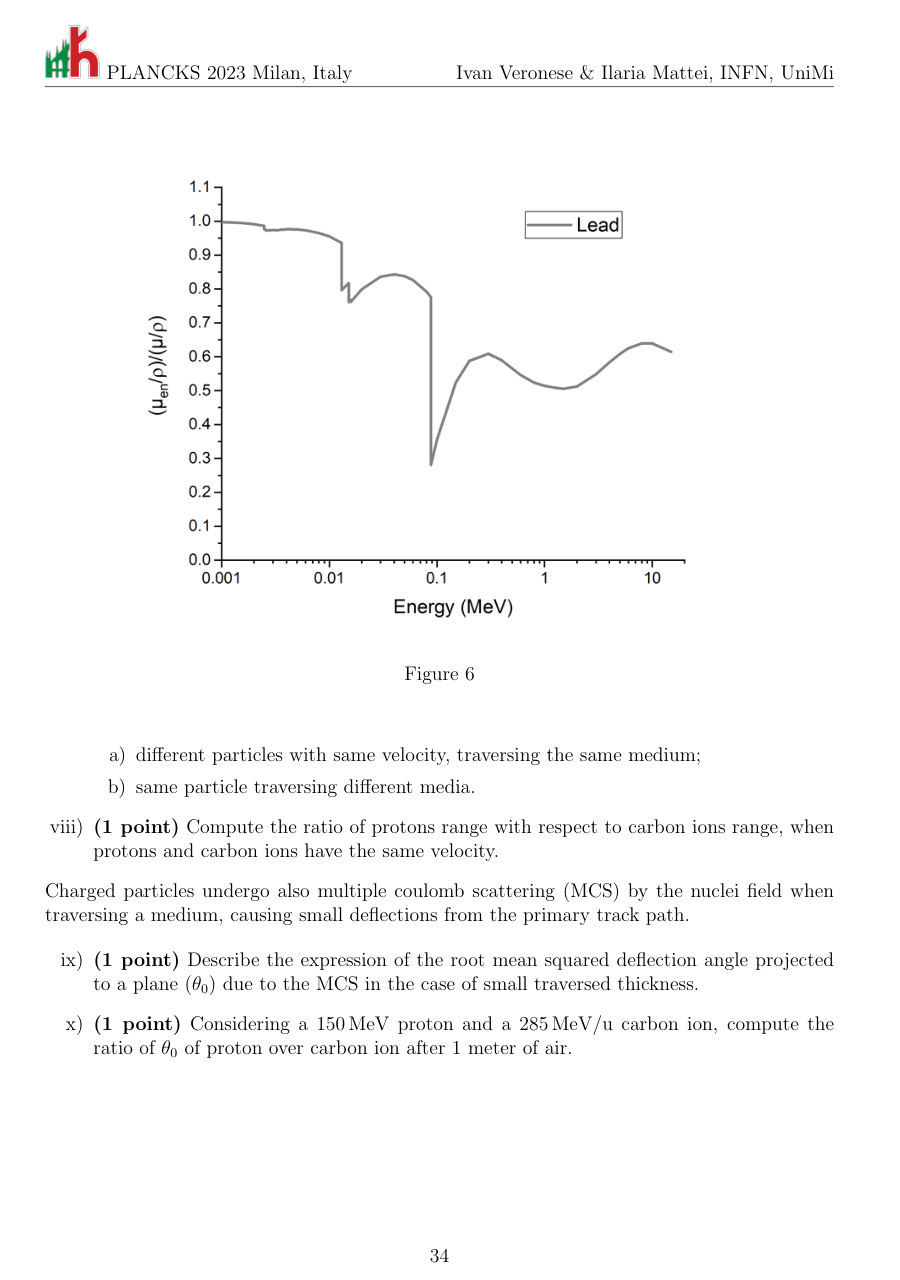 PLANCKS 2023 Milan, Italy Ivan Veronese & Ilaria Mattei, INFN, UniMi
1.1
1.0
0.9
0.8
0.7
0.6
0.5
0.4
0.3
0.2
0.1
0.0
(μen/ρ)/(μ/ρ)
Lead
0.001 0.01 0.1 1 10
Energy (MeV)
Figure 6
a) different particles with same velocity, traversing the same medium;
b) same particle traversing different media.
viii) (1 point) Compute the ratio of protons range with respect to carbon ions range, when
protons and carbon ions have the same velocity.
Charged particles undergo also multiple coulomb scattering (MCS) by the nuclei field when
traversing a medium, causing small deflections from the primary track path.
ix) (1 point) Describe the expression of the root mean squared deflection angle projected
to a plane (θ0) due to the MCS in the case of small traversed thickness.
x) (1 point) Considering a 150 MeV proton and a 285 MeV/u carbon ion, compute the
ratio of θ0 of proton over carbon ion after 1 meter of air.
34